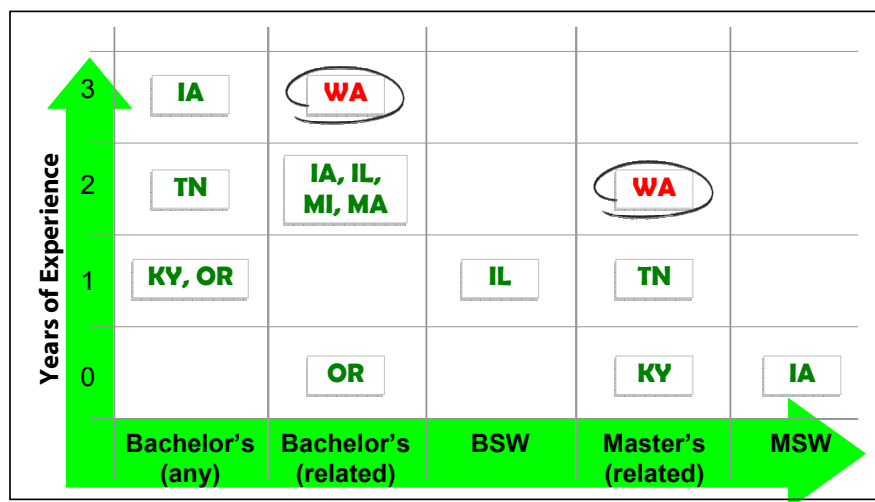 3
IA
WA
2
TN
IA, IL,
MI, MA
WA
Years of Experience
1
KY, OR
IL
TN
0
OR
KY
IA
Bachelor's
(any)
Bachelor's
(related)
BSW
Master's
(related)
MSW